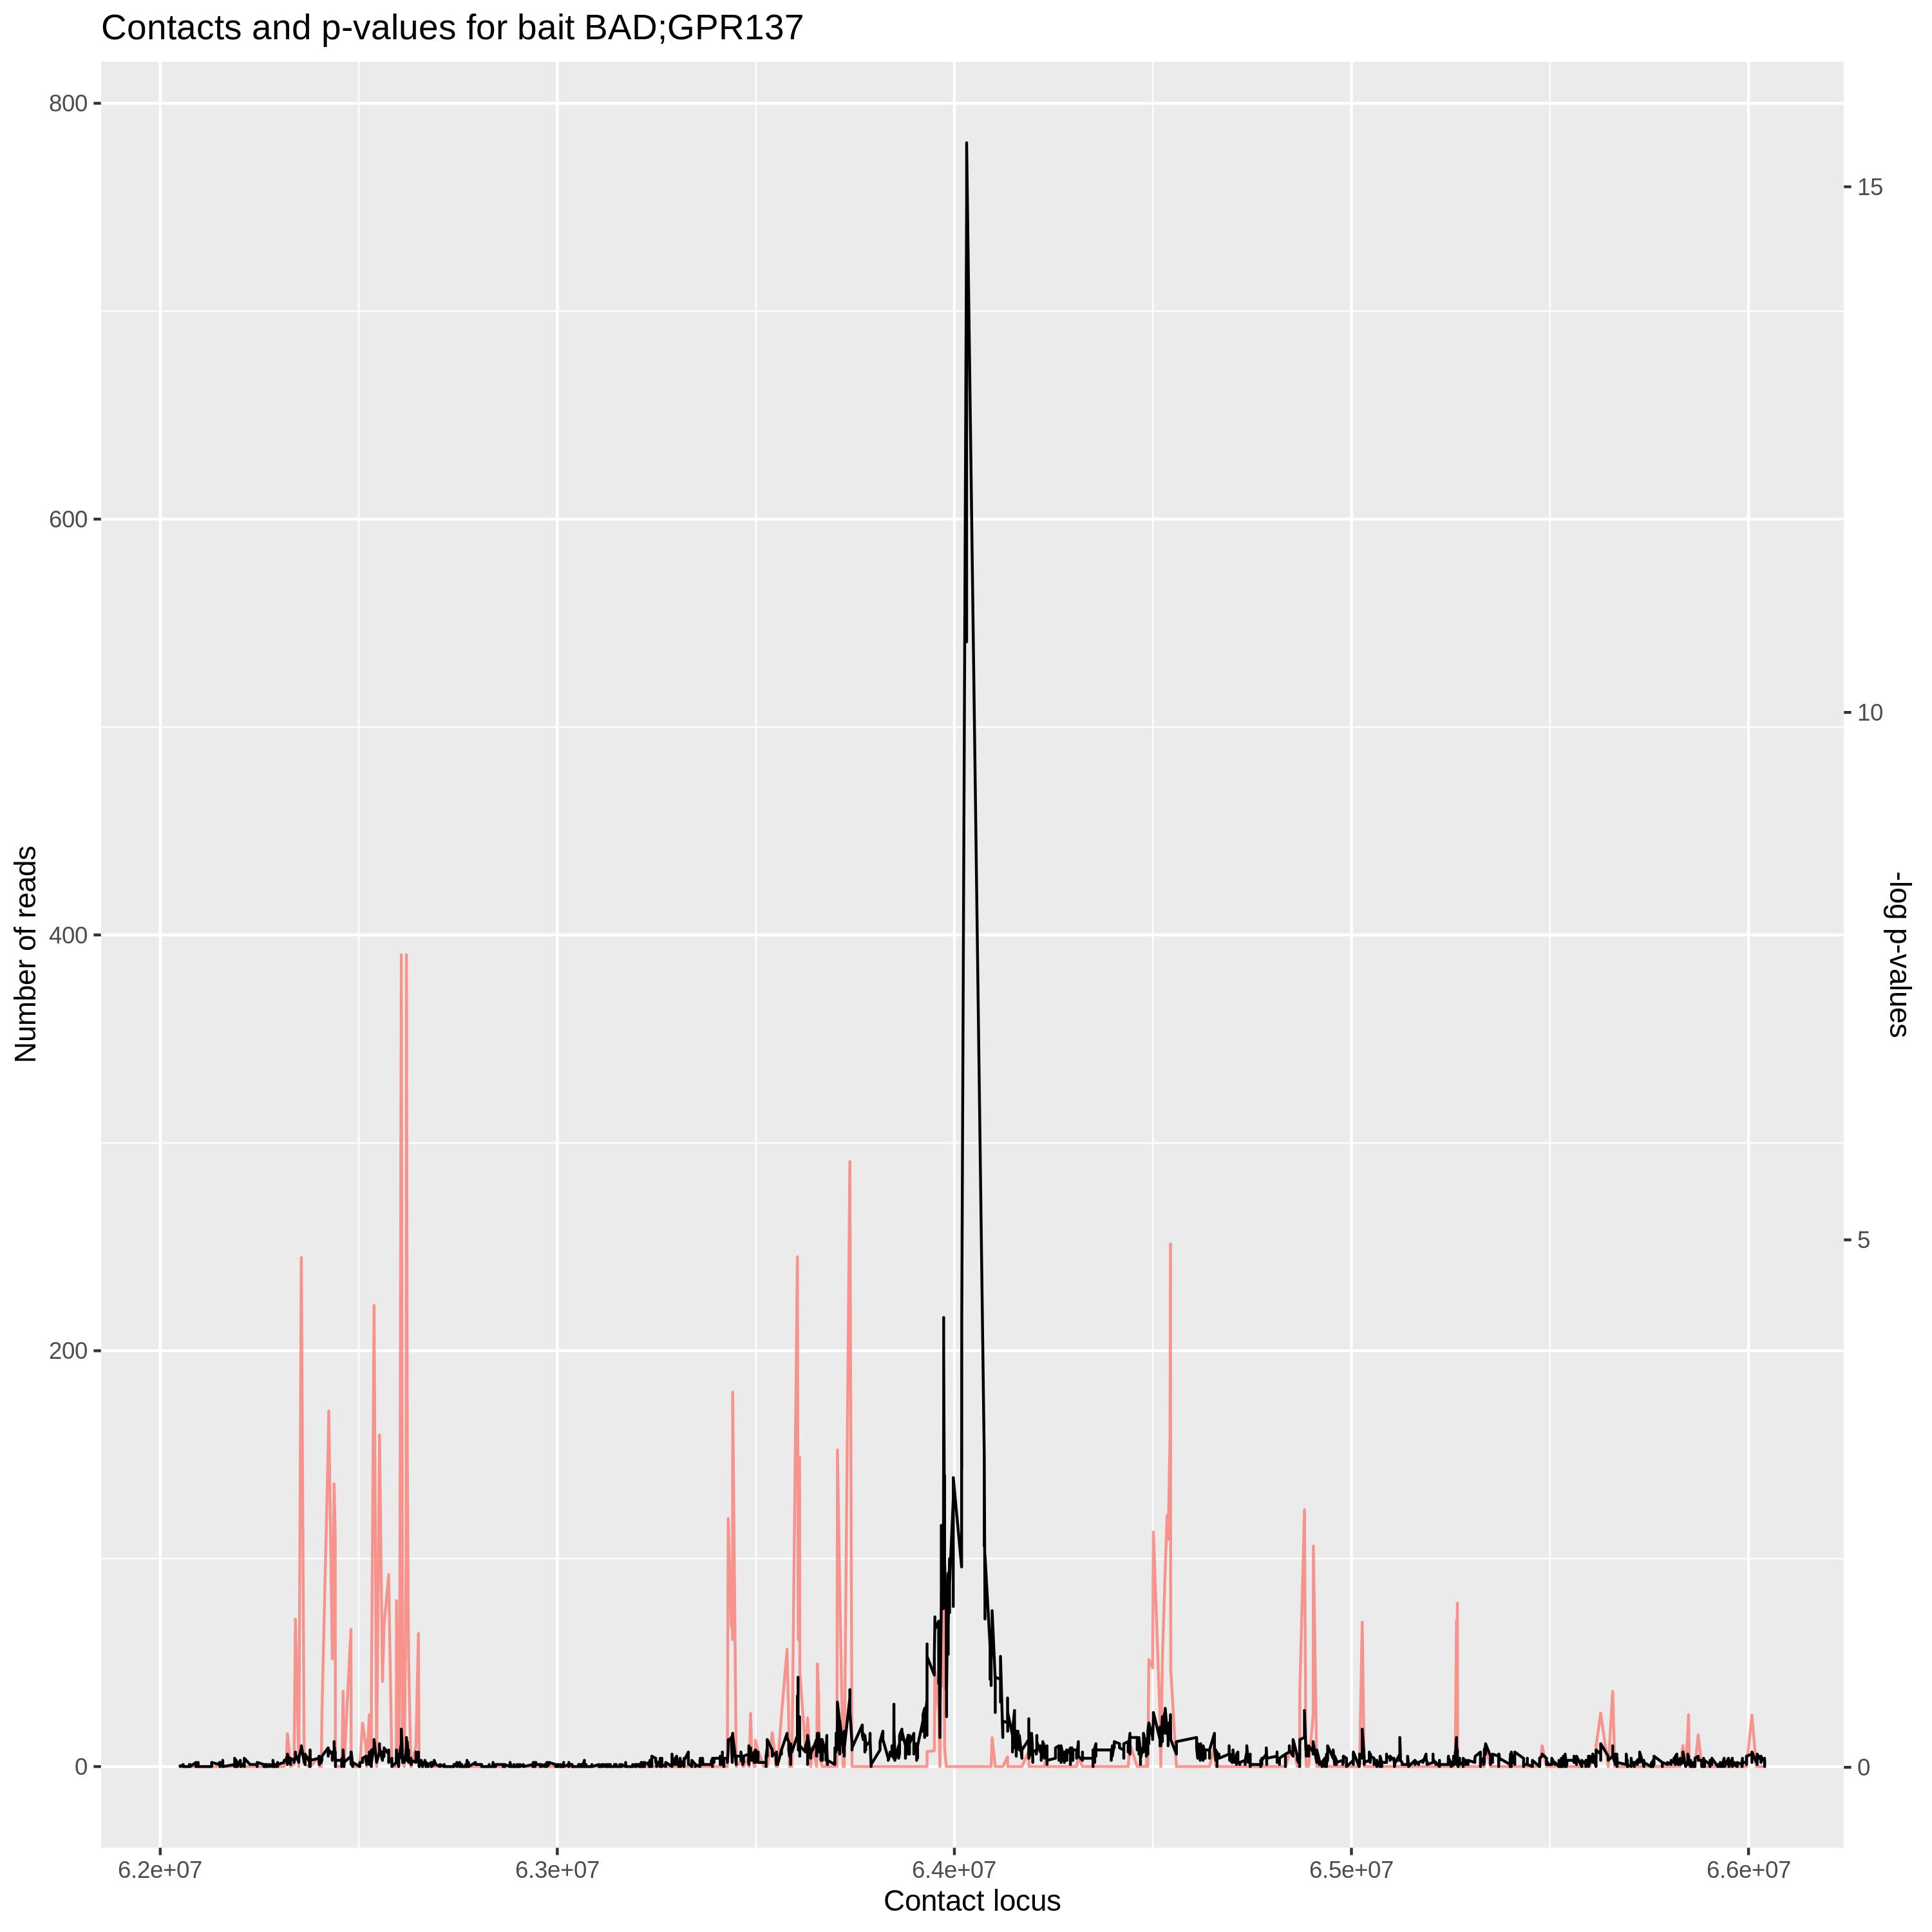 Contacts and p-values for bait BAD;GPR137
800
600
400
200
0
Number of reads
15
10
5
0
-log p-values
6.2e+07
6.3e+07
6.4e+07
6.5e+07
6.6e+07
Contact locus